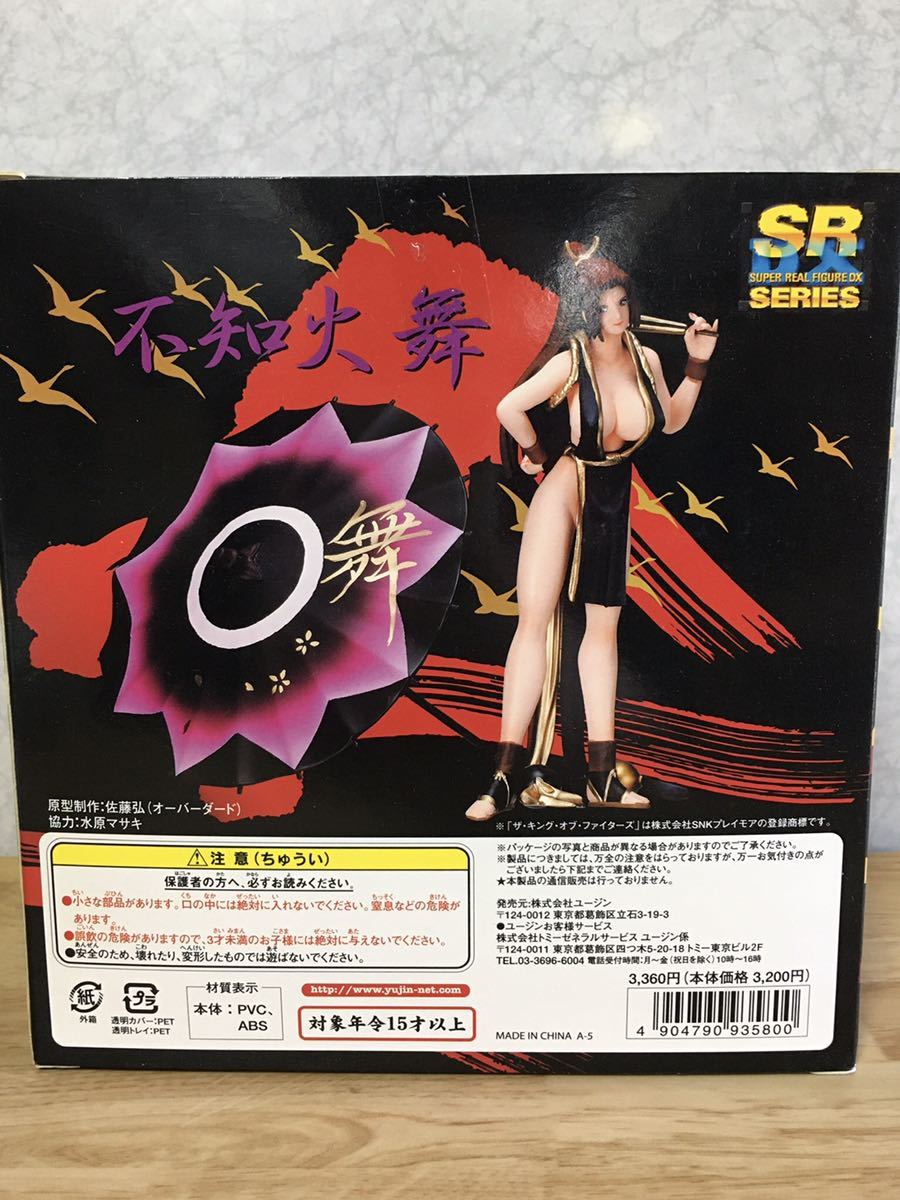 SR
DX
SUPER REAL FIGURE DX
SERIES
不知火 舞
舞
原型制作:佐藤弘(オーバーダード)
協力:水原マサキ
※「ザ・キング・オブ・ファイターズ」は株式会社SNKプレイモアの登録商標です。
注意(ちゅうい)
保護者の方へ、必ずお読みください。
●小さな部品があります。口の中には絶対に入れないでください。窒息などの危険が
あります。
●誤飲の危険がありますので、3才未満のお子様には絶対に与えないでください。
●安全のため、壊れたり、変形したものでは遊ばないでください。
※パッケージの写真と商品が異なる場合がありますのでご了承ください。
※製品につきましては、万全の注意をはらっておりますが、万一お気付きの点が
ございましたら下記までご連絡ください。
★本製品の通信販売は行っておりません。
発売元:株式会社ユージン
〒124-0012 東京都葛飾区立石3-19-3
●ユージンお客様サービス
株式会社トミーゼネラルサービス ユージン係
〒124-0011 東京都葛飾区四つ木5-20-18トミー東京ビル2F
TEL.03-3696-6004 電話受付時間:月〜金(祝日を除く)10時〜16時
3,360円(本体価格 3,200円)
紙
外箱
プラ
透明カバー:PET
透明トレイ:PET
材質表示
本体:PVC、
ABS
http://www.yujin-net.com
対象年令15才以上
MADE IN CHINA A-5
4 904790 935800